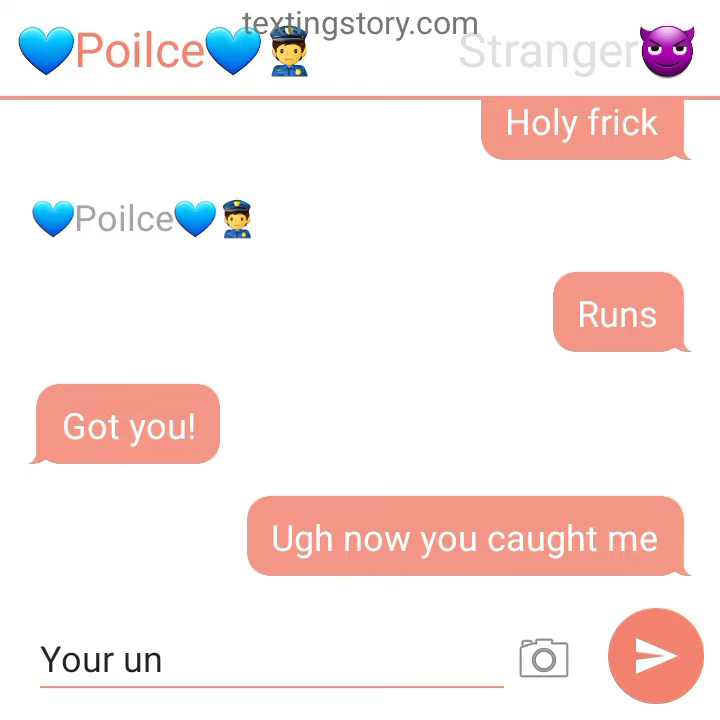 textingstory.com
💙Poilce💙👮 Stranger😈
Holy frick
💙Poilce💙👮
Runs
Got you!
Ugh now you caught me
Your un